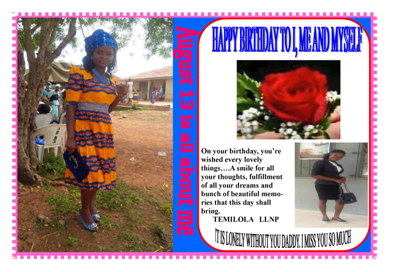 HAPPY BIRTHDAY TO I, ME AND MYSELF
August 13 is all about me
On your birthday, you're
wished every lovely
things….A smile for all
your thoughts, fulfillment
of all your dreams and
bunch of beautiful memo-
ries that this day shall
bring.
TEMILOLA LLNP
IT IS LONELY WITHOUT YOU DADDY. I MISS YOU SO MUCH